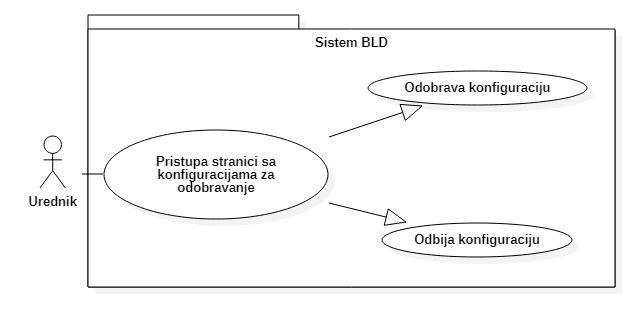 Sistem BLD
Odobrava konfiguraciju
Pristupa stranici sa
konfiguracijama za
odobravanje
Urednik
Odbija konfiguraciju